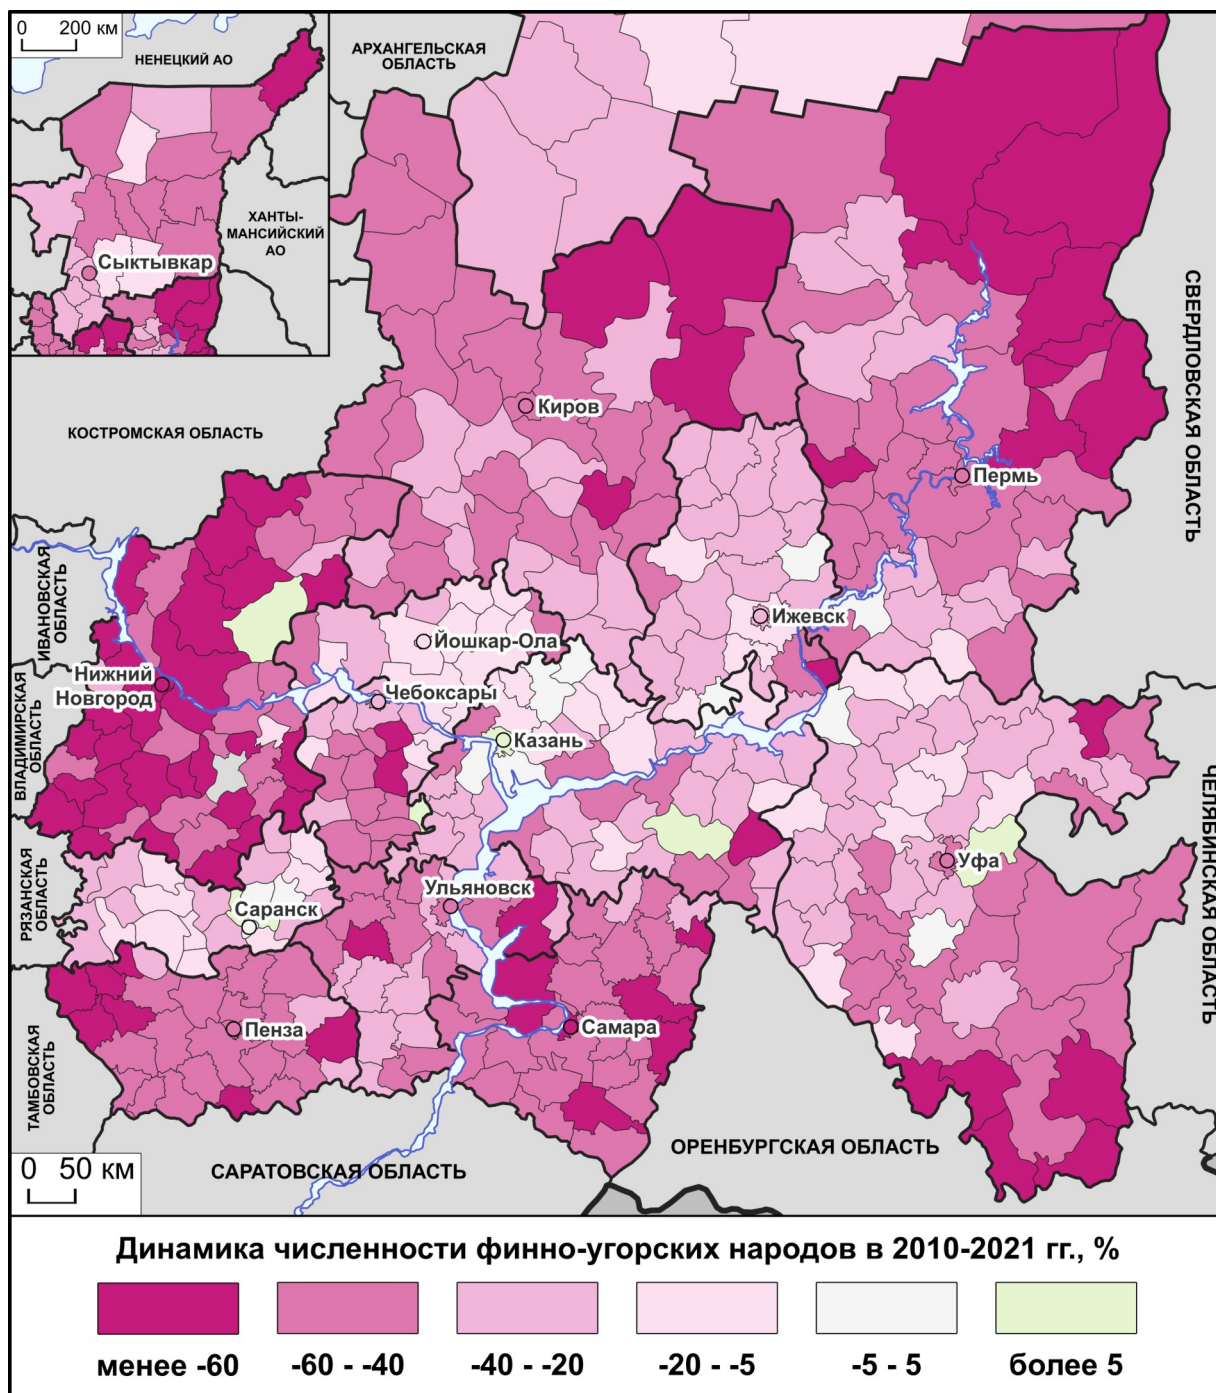 0 200 км
НЕНЕЦКИЙ АО
АРХАНГЕЛЬСКАЯ
ОБЛАСТЬ
ХАНТЫ-
МАНСИЙСКИЙ
АО
Сыктывкар
СВЕРДЛОВСКАЯ ОБЛАСТЬ
КОСТРОМСКАЯ ОБЛАСТЬ
Киров
Пермь
ИВАНОВСКАЯ
ОБЛАСТЬ
Ижевск
Йошкар-Ола
Нижний
Новгород
Чебоксары
ВЛАДИМИРСКАЯ
ОБЛАСТЬ
Казань
ЧЕЛЯБИНСКАЯ ОБЛАСТЬ
Уфа
РЯЗАНСКАЯ
ОБЛАСТЬ
Ульяновск
Саранск
Пенза
Самара
ТАМБОВСКАЯ
ОБЛАСТЬ
ОРЕНБУРГСКАЯ ОБЛАСТЬ
0 50 км
САРАТОВСКАЯ ОБЛАСТЬ
Динамика численности финно-угорских народов в 2010-2021 гг., %
менее -60 -60 - -40 -40 - -20 -20 - -5 -5 - 5 более 5